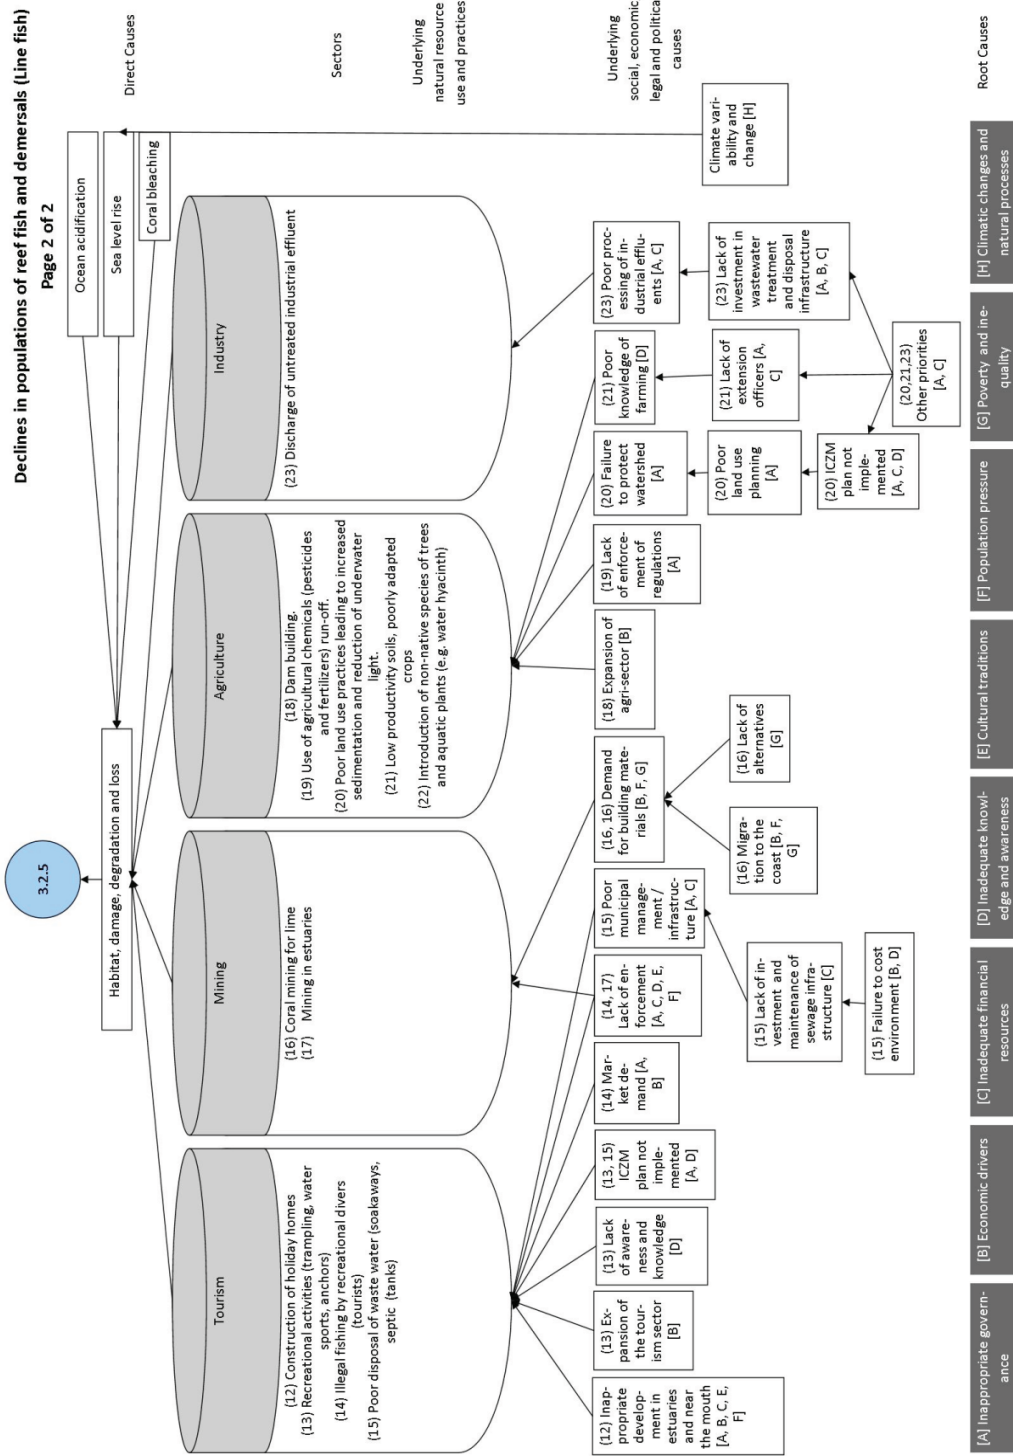 Declines in populations of reef fish and demersals (Line fish)
Page 2 of 2
3.2.5
Habitat, damage, degradation and loss
Ocean acidification
Sea level rise
Coral bleaching
Direct Causes
Tourism
Mining
Agriculture
Industry
Sectors
(12) Construction of holiday homes
(13) Recreational activities (trampling, water
sports, anchors)
(14) Illegal fishing by recreational divers
(tourists)
(15) Poor disposal of waste water (soakaways,
septic (tanks)
(16) Coral mining for lime
(17) Mining in estuaries
(18) Dam building.
(19) Use of agricultural chemicals (pesticides
and fertilizers) run-off.
(20) Poor land use practices leading to increased
sedimentation and reduction of underwater
light.
(21) Low productivity soils, poorly adapted
crops
(22) Introduction of non-native species of trees
and aquatic plants (e.g. water hyacinth)
(23) Discharge of untreated industrial effluent
Underlying
natural resource
use and practices
(12) Inap-
propriate
develop-
ment in
estuaries
and near
the mouth
[A, B, C, E,
F]
(13) Ex-
pansion of
the tour-
ism sector
[B]
(13) Lack
of aware-
ness and
knowledge
[D]
(13, 15)
ICZM
plan not
imple-
mented
[A, D]
(14) Mar-
ket de-
mand [A,
B]
(14, 17)
Lack of en-
forcement
[A, C, D, E,
F]
(15) Poor
municipal
manage-
ment /
infrastruc-
ture [A, C]
(16, 16) Demand
for building mate-
rials [B, F, G]
(18) Expansion of
agri-sector [B]
(19) Lack
of enforce-
ment of
regulations
[A]
(20) Failure
to protect
watershed
[A]
(21) Poor
knowledge of
farming [D]
(23) Poor proc-
essing of in-
dustrial efflu-
ents [A, C]
Climate vari-
ability and
change [H]
Underlying
social, economic
legal and political
causes
(15) Lack of in-
vestment and
maintenance of
sewage infra-
structure [C]
(16) Migra-
tion to the
coast [B, F,
G]
(16) Lack of
alternatives
[G]
(20) Poor
land use
planning
[A]
(21) Lack of
extension
officers [A,
C]
(23) Lack of
investment in
wastewater
treatment
and disposal
infrastructure
[A, B, C]
(15) Failure to cost
environment [B, D]
(20) ICZM
plan not
imple-
mented
[A, C, D]
(20,21,23)
Other priorities
[A, C]
[A] Inappropriate govern-
ance
[B] Economic drivers
[C] Inadequate financial
resources
[D] Inadequate knowl-
edge and awareness
[E] Cultural traditions
[F] Population pressure
[G] Poverty and ine-
quality
[H] Climatic changes and
natural processes
Root Causes